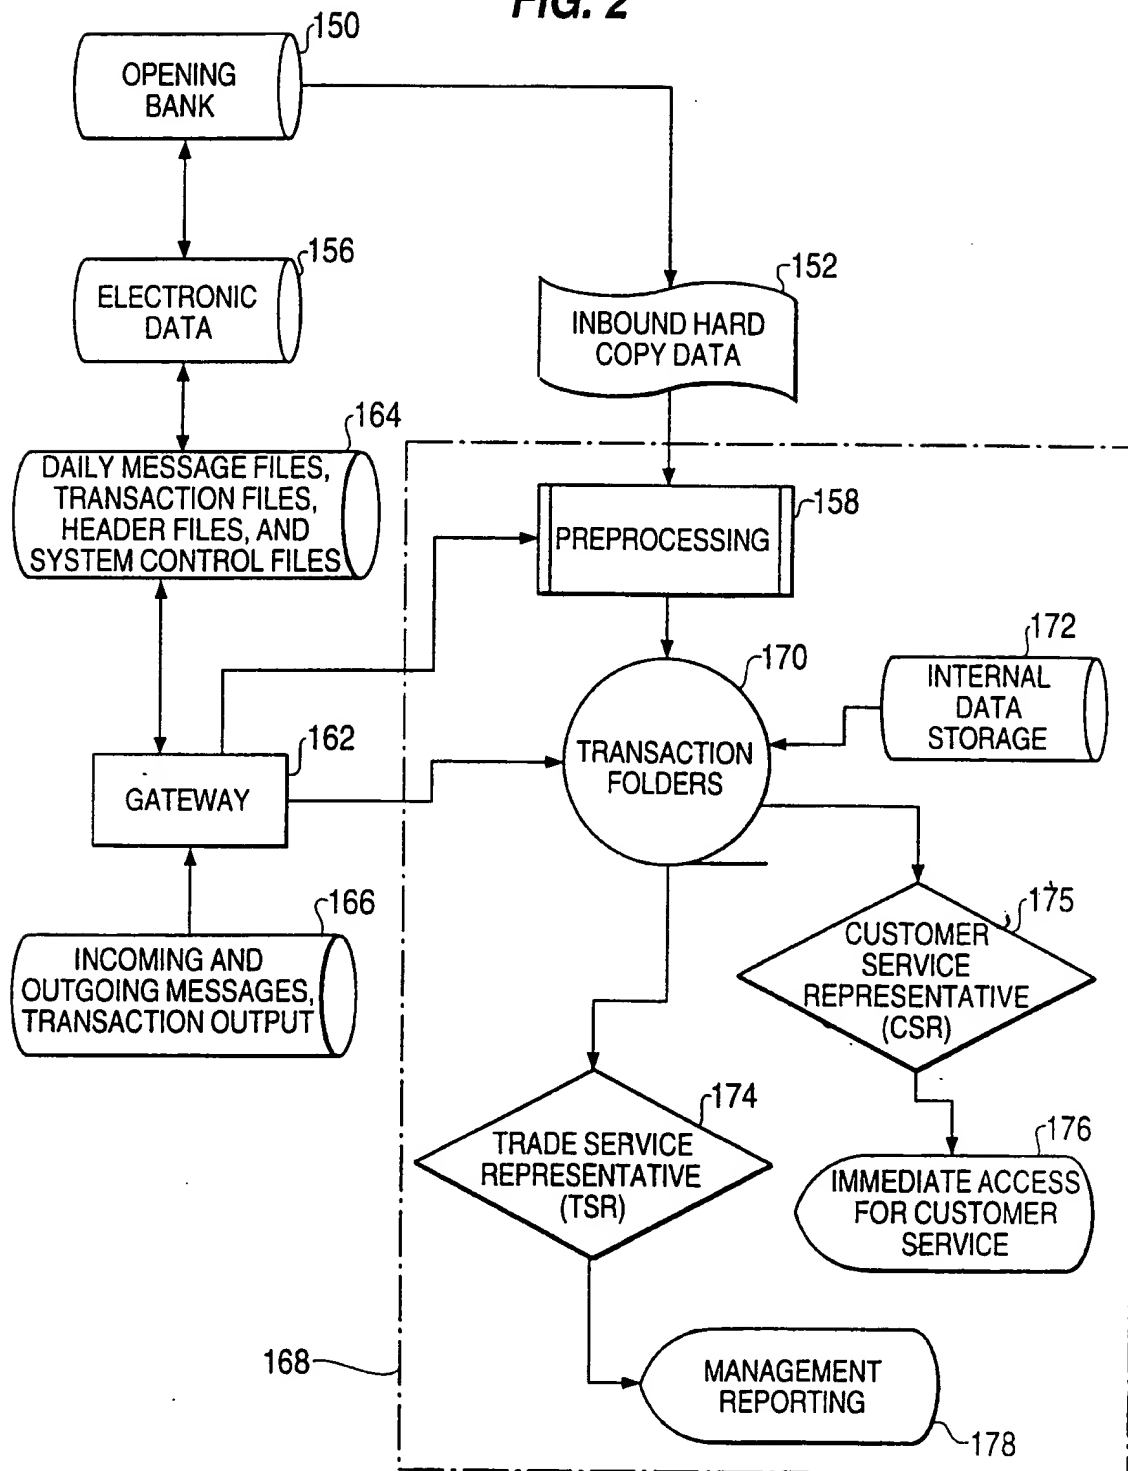 FIG. 2
150
OPENING
BANK
156
ELECTRONIC
DATA
152
INBOUND HARD
COPY DATA
164
DAILY MESSAGE FILES,
TRANSACTION FILES,
HEADER FILES, AND
SYSTEM CONTROL FILES
158
PREPROCESSING
172
INTERNAL
DATA
STORAGE
170
TRANSACTION
FOLDERS
162
GATEWAY
166
INCOMING AND
OUTGOING MESSAGES,
TRANSACTION OUTPUT
175
CUSTOMER
SERVICE
REPRESENTATIVE
(CSR)
174
TRADE SERVICE
REPRESENTATIVE
(TSR)
176
IMMEDIATE ACCESS
FOR CUSTOMER
SERVICE
168
MANAGEMENT
REPORTING
178